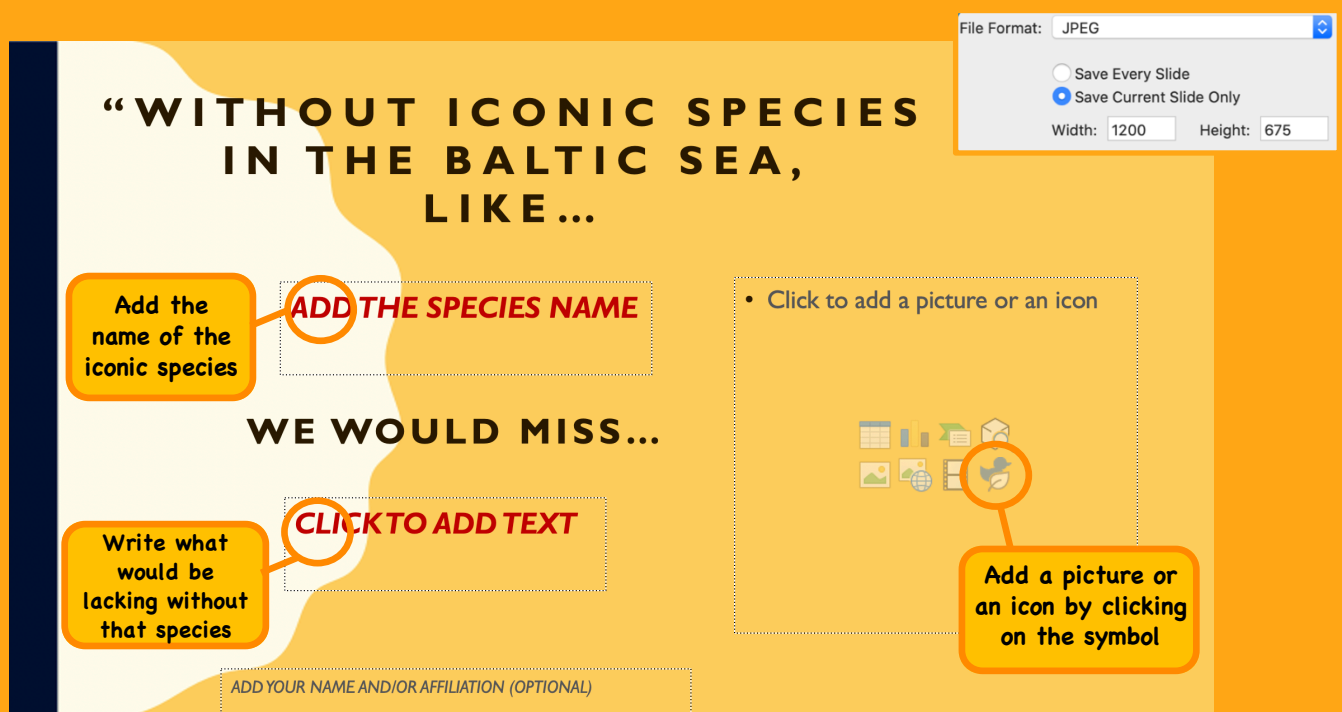 File Format: JPEG
Save Every Slide
Save Current Slide Only
Width: 1200 Height: 675
“WITHOUT ICONIC SPECIES
IN THE BALTIC SEA,
LIKE...
Add the
name of the
iconic species
ADD THE SPECIES NAME
• Click to add a picture or an icon
WE WOULD MISS...
CLICK TO ADD TEXT
Write what
would be
lacking without
that species
Add a picture or
an icon by clicking
on the symbol
ADD YOUR NAME AND/OR AFFILIATION (OPTIONAL)